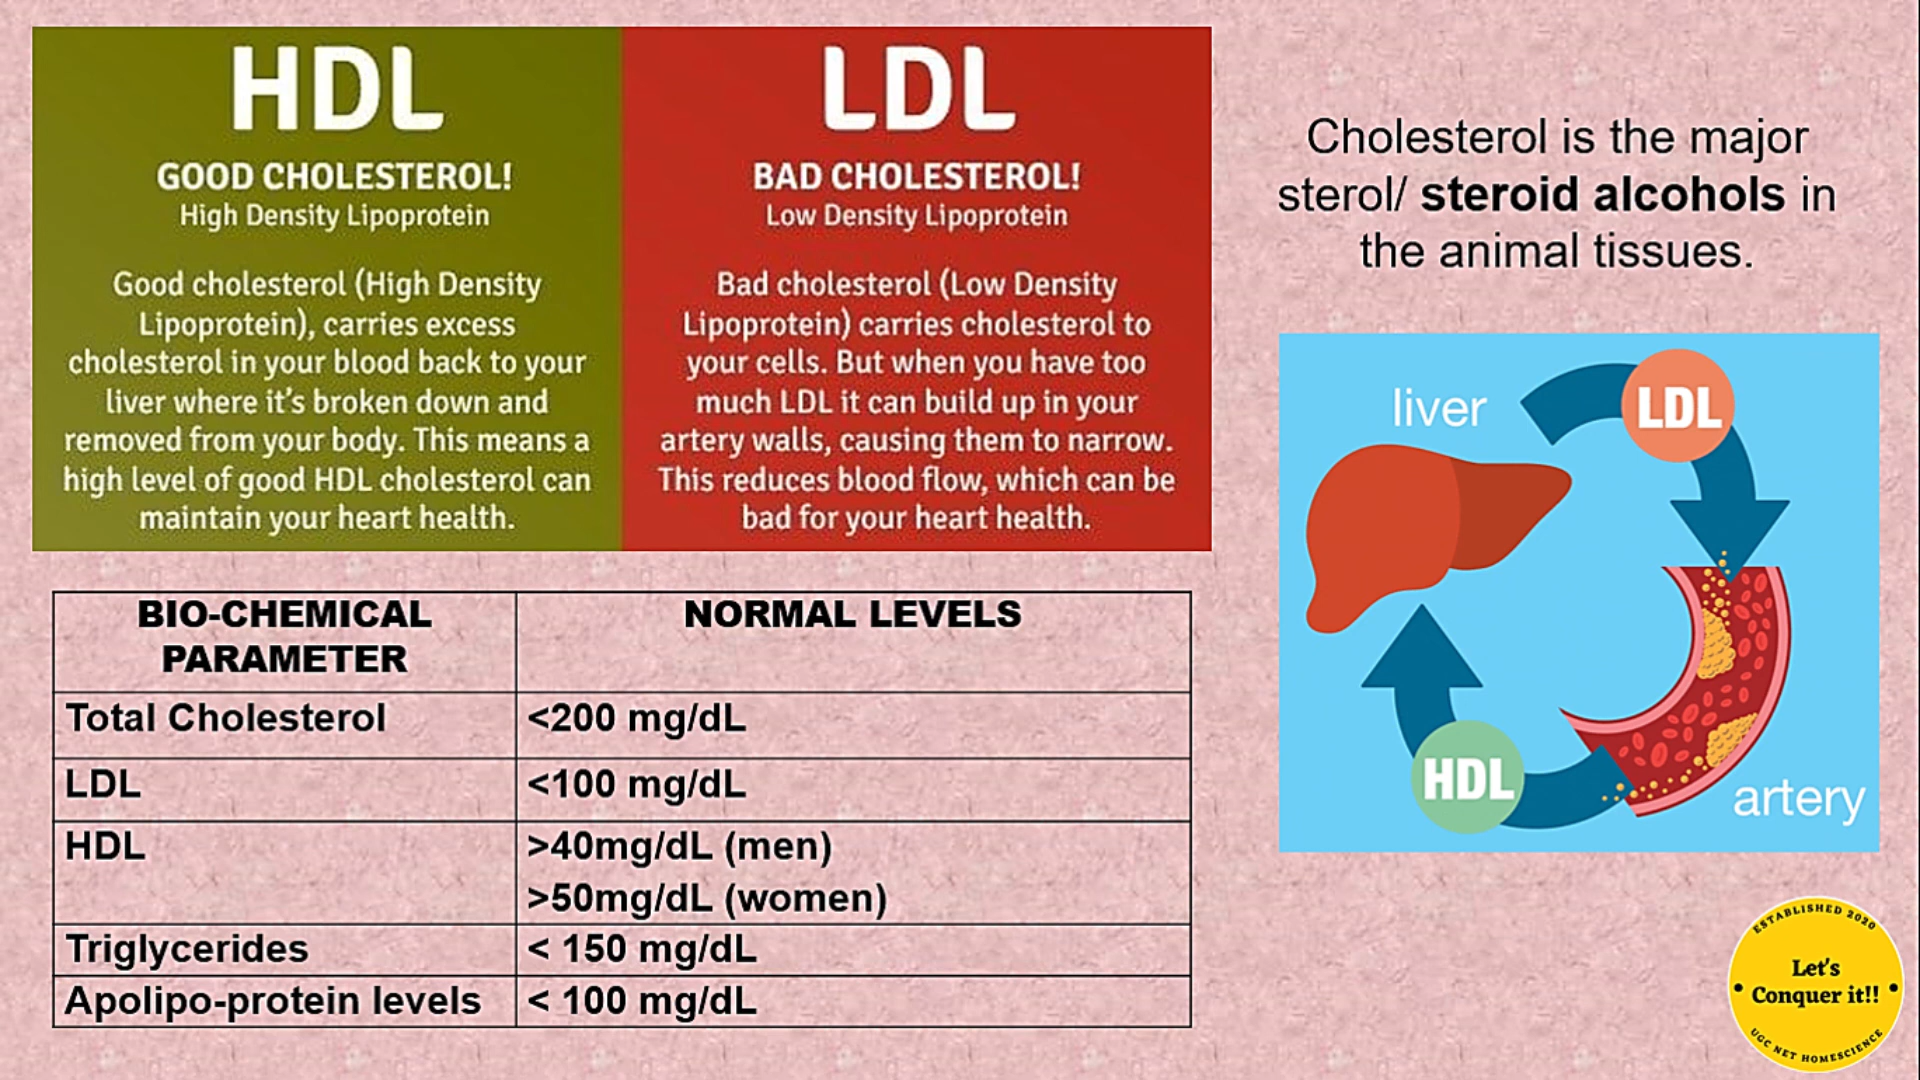 HDL
GOOD CHOLESTEROL!
High Density Lipoprotein
Good cholesterol (High Density
Lipoprotein), carries excess
cholesterol in your blood back to your
liver where it's broken down and
removed from your body. This means a
high level of good HDL cholesterol can
maintain your heart health.
LDL
BAD CHOLESTEROL!
Low Density Lipoprotein
Bad cholesterol (Low Density
Lipoprotein) carries cholesterol to
your cells. But when you have too
much LDL it can build up in your
artery walls, causing them to narrow.
This reduces blood flow, which can be
bad for your heart health.
Cholesterol is the major
sterol/ steroid alcohols in
the animal tissues.
liver
LDL
HDL
artery
BIO-CHEMICAL
PARAMETER
NORMAL LEVELS
Total Cholesterol
<200 mg/dL
LDL
<100 mg/dL
HDL
>40mg/dL (men)
>50mg/dL (women)
Triglycerides
< 150 mg/dL
Apolipo-protein levels
< 100 mg/dL
ESTABLISHED 2020
Let's
Conquer it!!
UGC NET HOMESCIENCE